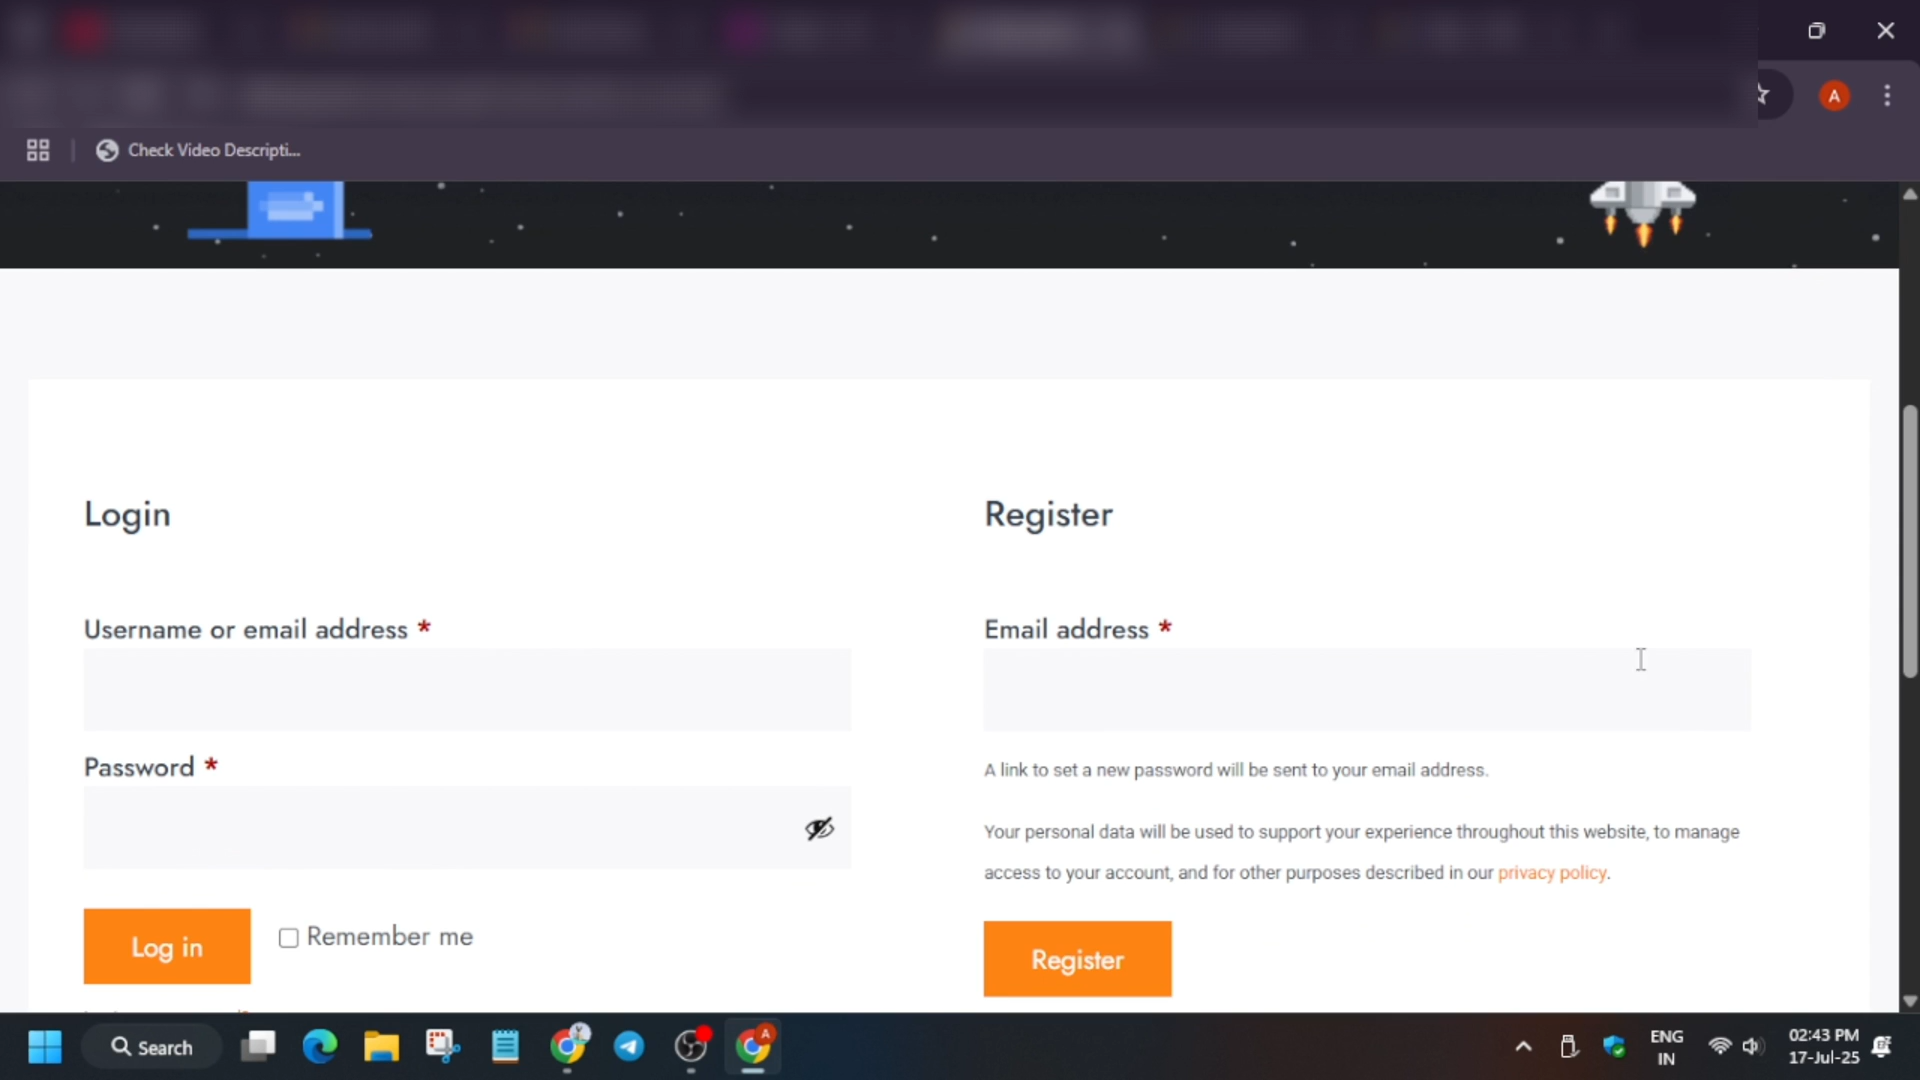 A
Check Video Descripti...
Login
Register
Username or email address *
Email address *
Password *
A link to set a new password will be sent to your email address.
Your personal data will be used to support your experience throughout this website, to manage
access to your account, and for other purposes described in our privacy policy.
Log in
Remember me
Register
Search
A
ENG
IN
02:43 PM
17-Jul-25